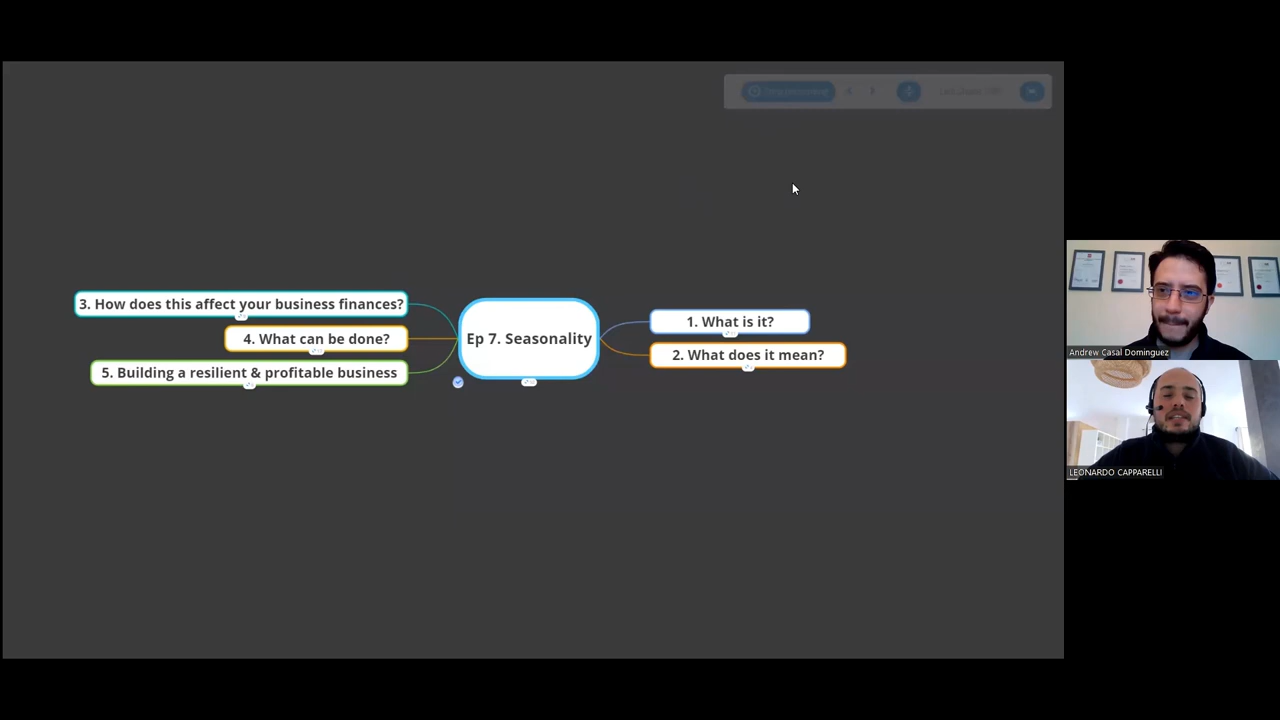 Ep 7. Seasonality
1. What is it?
2. What does it mean?
3. How does this affect your business finances?
4. What can be done?
5. Building a resilient & profitable business
Andrew Casal Dominguez
LEONARDO CAPPARELLI